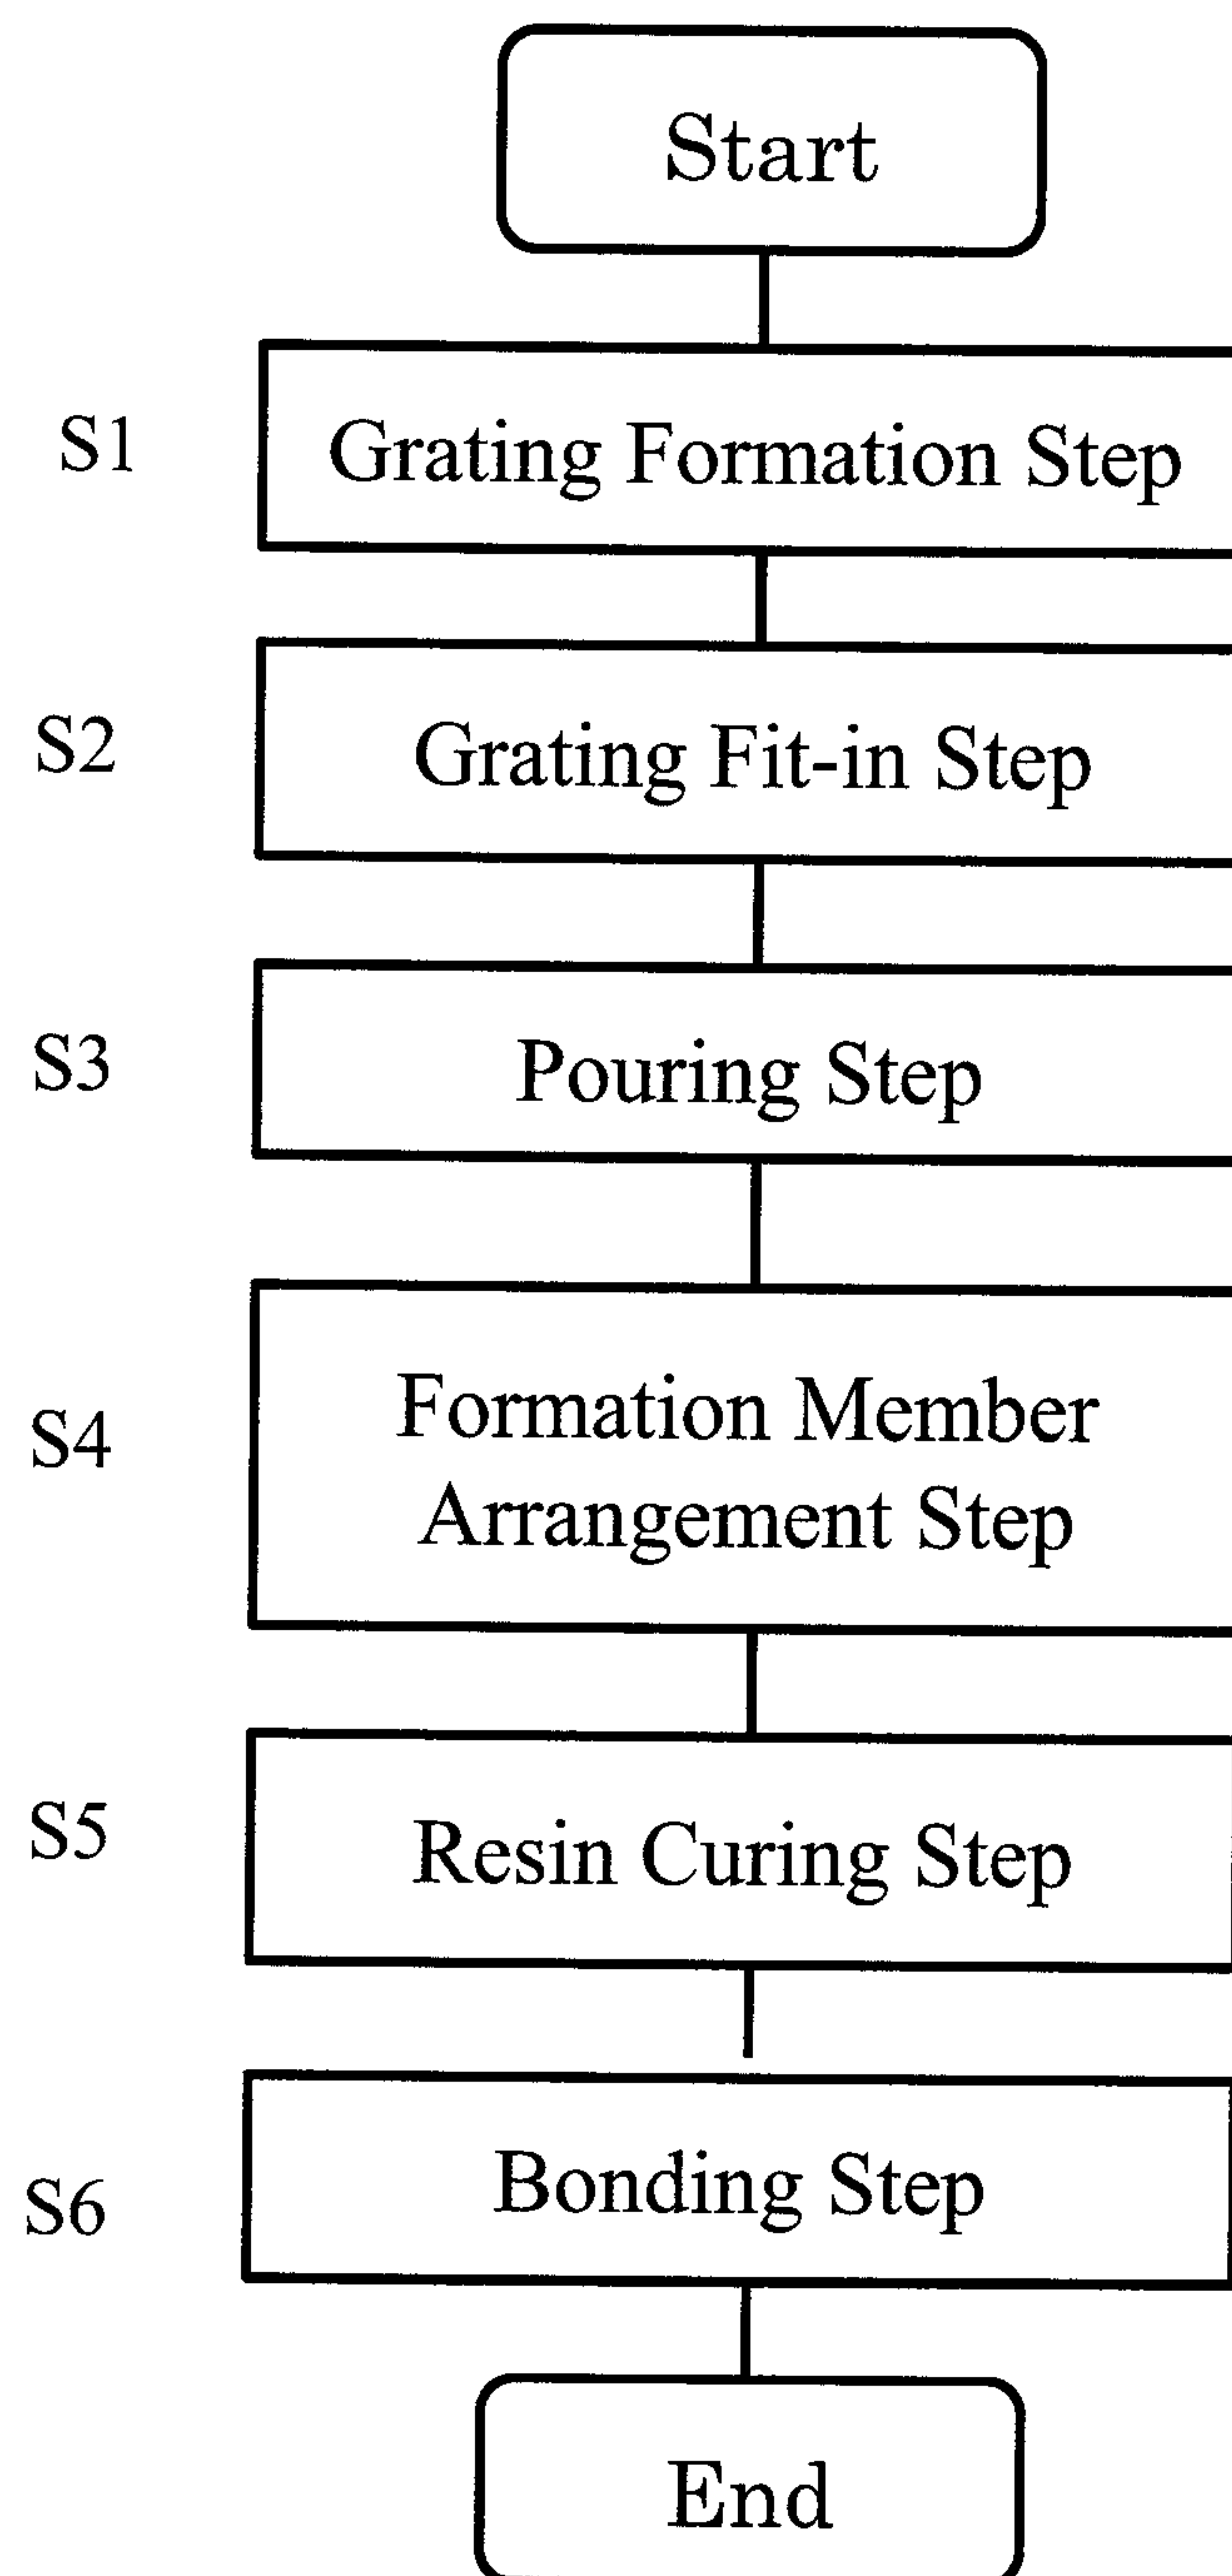 Start
S1
Grating Formation Step
S2
Grating Fit-in Step
S3
Pouring Step
S4
Formation Member
Arrangement Step
S5
Resin Curing Step
S6
Bonding Step
End